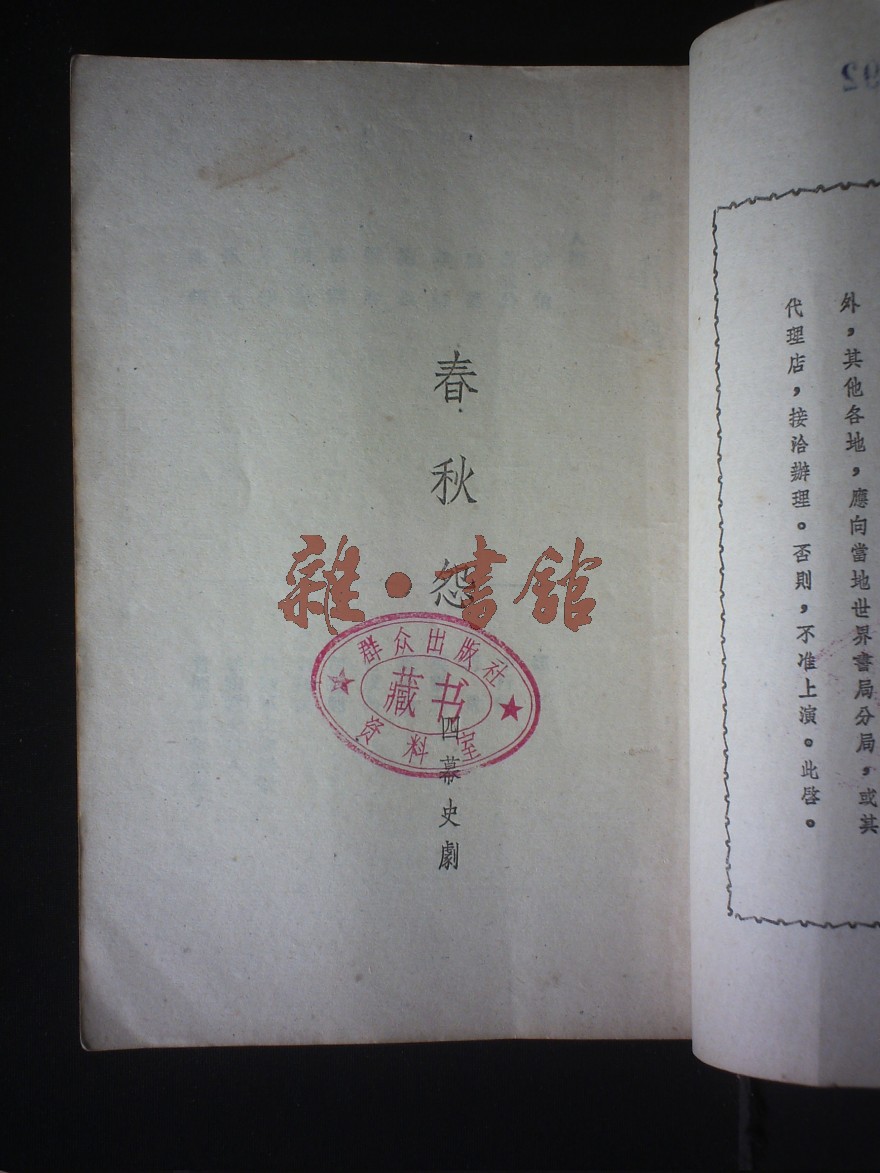 外，其他各地，應向當地世界書局分局，或其
代理店，接洽辦理。否則，不准上演。此啓。
春秋怨
四幕史劇
雜·書館
群众出版社
藏书
资料室